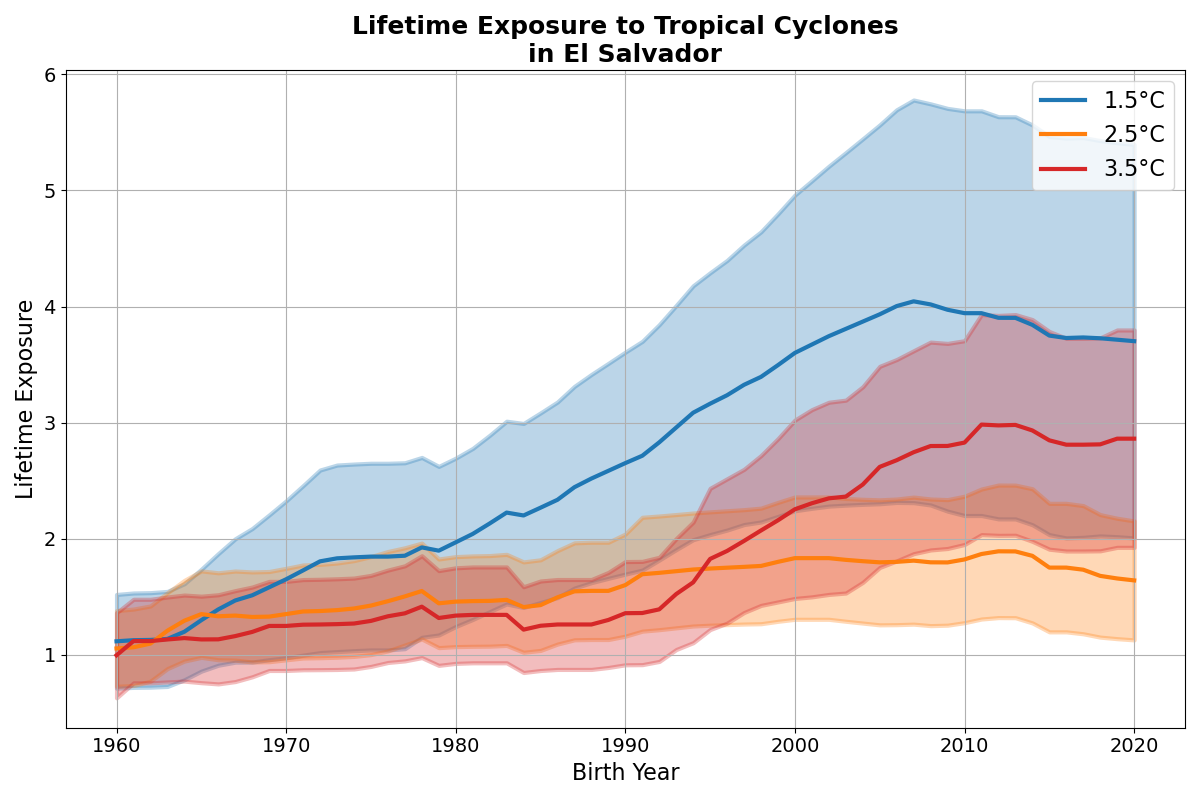 Lifetime Exposure to Tropical Cyclones
in El Salvador
6
5
4
3
2
1
Lifetime Exposure
1.5°C
2.5°C
3.5°C
1960 1970 1980 1990 2000 2010 2020
Birth Year